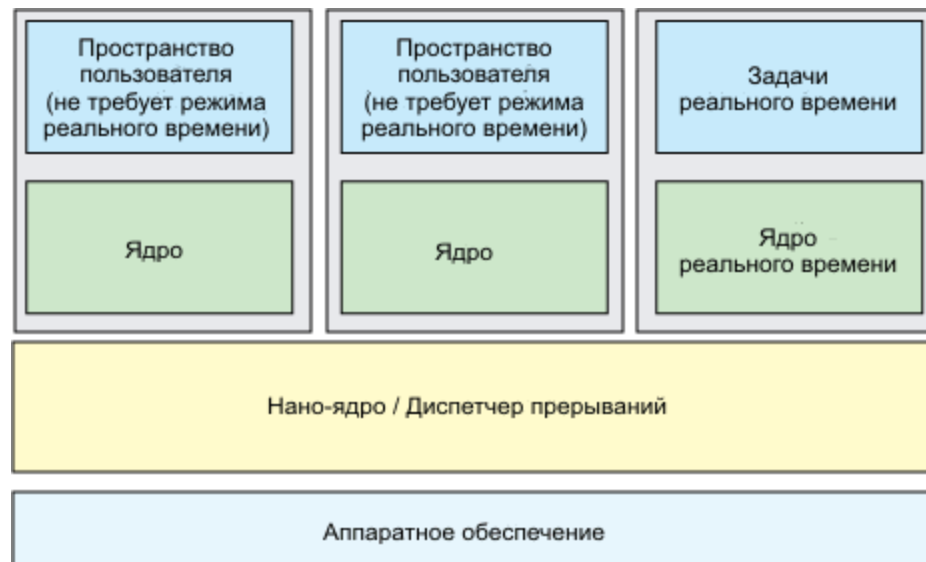 Пространство
пользователя
(не требует режима
реального времени)
Пространство
пользователя
(не требует режима
реального времени)
Задачи
реального времени
Ядро
Ядро
Ядро
реального времени
Нано-ядро / Диспетчер прерываний
Аппаратное обеспечение